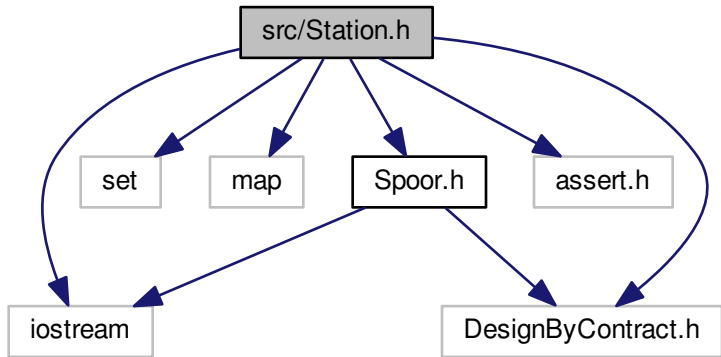 src/Station.h
set
map
Spoor.h
assert.h
iostream
DesignByContract.h